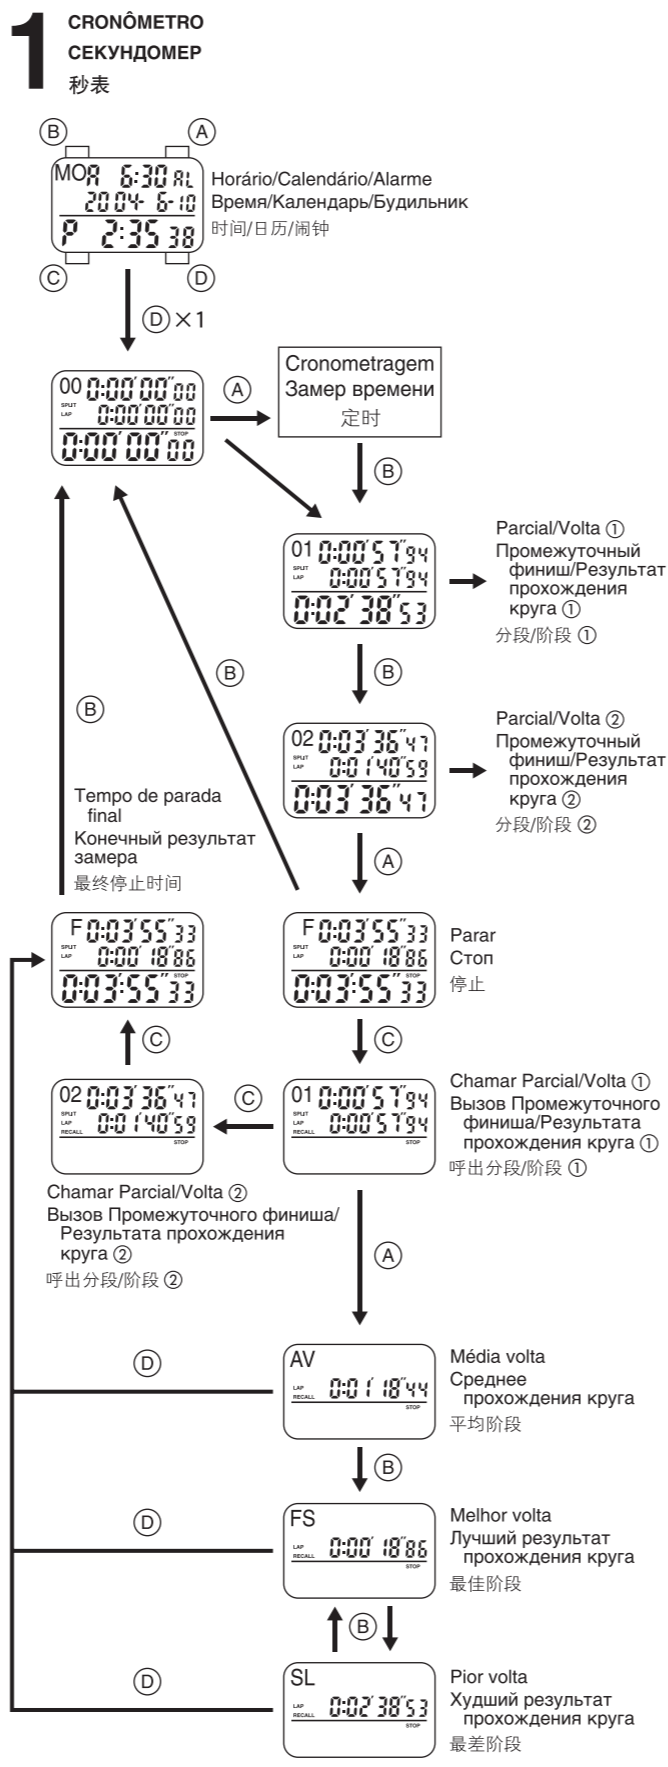 1
CRONÔMETRO
СЕКУНДОМЕР
秒表
B
A
MOA 6:30 AL
2004- 6-10
P 2:35 38
C
D
Horário/Calendário/Alarme
Время/Календарь/Будильник
时间/日历/闹钟
D×1
00 0:00'00"00
SPLIT
LAP
0:00'00"00
STOP
0:00'00"00
A
Cronometragem
Замер времени
定时
B
01 0:00'57"94
SPLIT
LAP
0:00'57"94
0:02'38"53
Parcial/Volta ①
Промежуточный
финиш/Результат
прохождения
круга ①
分段/阶段 ①
B
B
B
02 0:03'36"47
SPLIT
LAP
0:01'40"59
0:03'36"47
Parcial/Volta ②
Промежуточный
финиш/Результат
прохождения
круга ②
分段/阶段 ②
A
Tempo de parada
final
Конечный результат
замера
最终停止时间
F 0:03'55"33
SPLIT
LAP
0:00'18"86
STOP
0:03:55"33
F 0:03'55"33
SPLIT
LAP
0:00'18"86
STOP
0:03:55"33
Parar
Стоп
停止
C
C
02 0:03'36"47
SPLIT
LAP
RECALL
0:01'40"59
STOP
C
01 0:00'57"94
SPLIT
LAP
RECALL
0:00'57"94
STOP
Chamar Parcial/Volta ①
Вызов Промежуточного
финиша/Результата
прохождения круга ①
呼出分段/阶段 ①
Chamar Parcial/Volta ②
Вызов Промежуточного финиша/
Результата прохождения
круга ②
呼出分段/阶段 ②
A
D
AV
LAP
RECALL
0:01'18"44
STOP
Média volta
Среднее
прохождения круга
平均阶段
B
D
FS
LAP
RECALL
0:00'18"86
STOP
Melhor volta
Лучший результат
прохождения круга
最佳阶段
B
D
SL
LAP
RECALL
0:02'38"53
STOP
Pior volta
Худший результат
прохождения круга
最差阶段